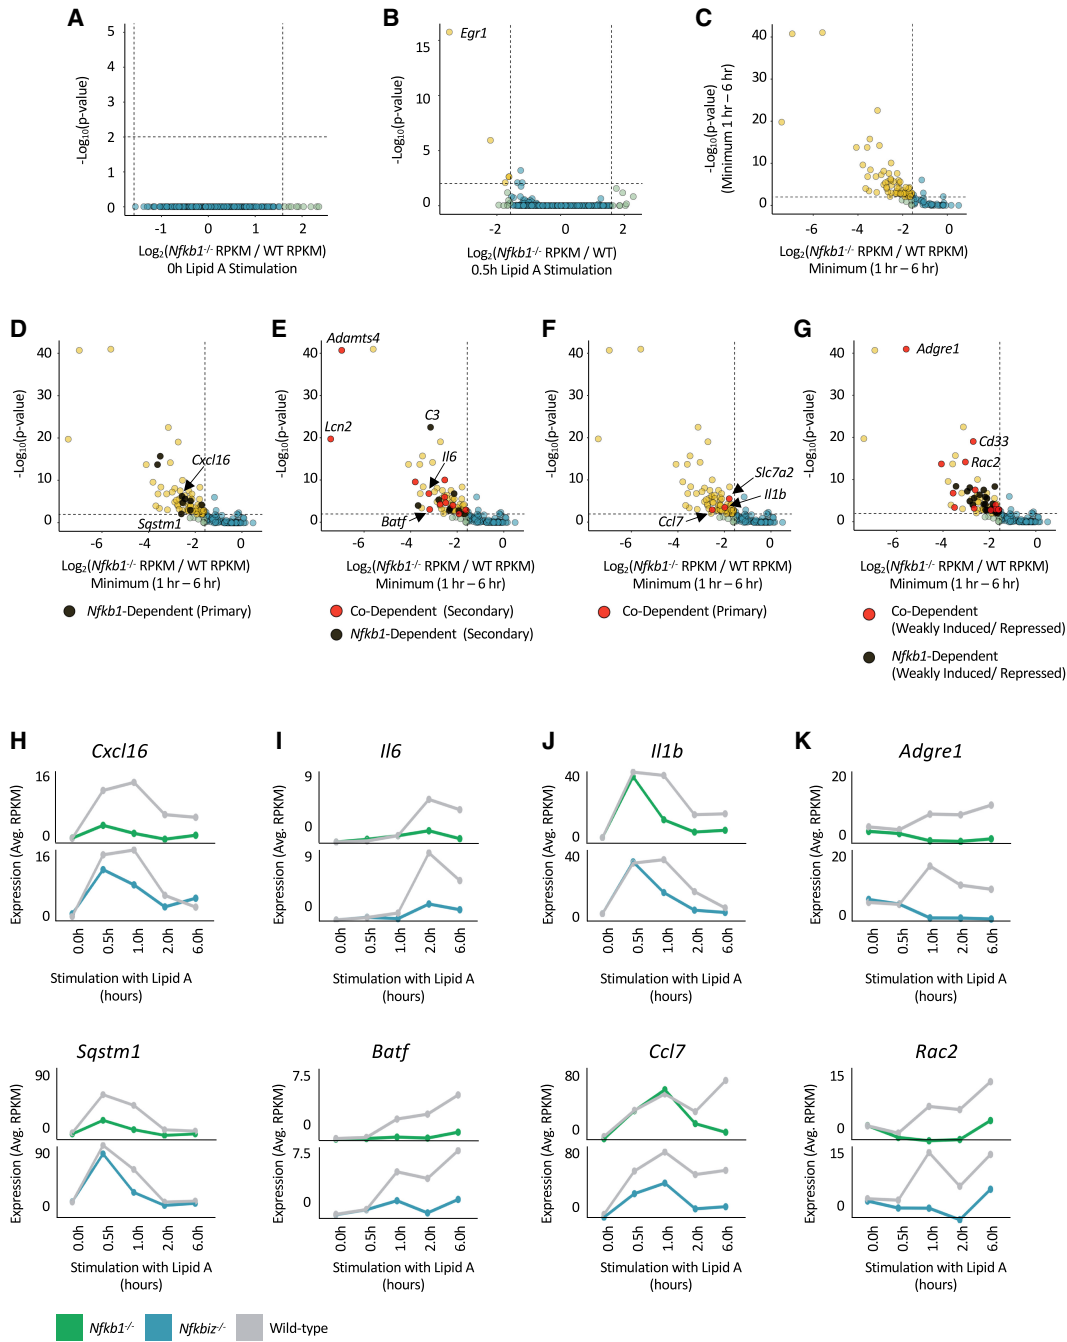 A
5
4
3
2
1
0
-Log10(p-value)
-1
0
1
2
Log2(Nfkb1-/- RPKM / WT RPKM)
0h Lipid A Stimulation
B
Egr1
15
10
5
0
-Log10(p-value)
-2
0
2
Log2(Nfkb1-/- RPKM / WT)
0.5h Lipid A Stimulation
C
40
30
20
10
0
-Log10(p-value)
(Minimum 1 hr – 6 hr)
-6
-4
-2
0
Log2(Nfkb1-/- RPKM / WT RPKM)
Minimum (1 hr – 6 hr)
D
40
30
20
10
0
-Log10(p-value)
Cxcl16
Sqstm1
-6
-4
-2
0
Log2(Nfkb1-/- RPKM / WT RPKM)
Minimum (1 hr – 6 hr)
Nfkb1-Dependent (Primary)
E
Adamts4
40
30
20
10
0
-Log10(p-value)
Lcn2
C3
Il6
Batf
-6
-4
-2
0
Log2(Nfkb1-/- RPKM / WT RPKM)
Minimum (1 hr – 6 hr)
Co-Dependent (Secondary)
Nfkb1-Dependent (Secondary)
F
40
30
20
10
0
-Log10(p-value)
Slc7a2
Il1b
Ccl7
-6
-4
-2
0
Log2(Nfkb1-/- RPKM / WT RPKM)
Minimum (1 hr – 6 hr)
Co-Dependent (Primary)
G
40
30
20
10
0
-Log10(p-value)
Adgre1
Cd33
Rac2
-6
-4
-2
0
Log2(Nfkb1-/- RPKM / WT RPKM)
Minimum (1 hr – 6 hr)
Co-Dependent
(Weakly Induced/ Repressed)
Nfkb1-Dependent
(Weakly Induced/ Repressed)
H
Cxcl16
16
0
16
0
Expression (Avg. RPKM)
0.0h
0.5h
1.0h
2.0h
6.0h
Stimulation with Lipid A
(hours)
I
Il6
9
0
9
0
Expression (Avg. RPKM)
0.0h
0.5h
1.0h
2.0h
6.0h
Stimulation with Lipid A
(hours)
J
Il1b
40
0
40
0
Expression (Avg. RPKM)
0.0h
0.5h
1.0h
2.0h
6.0h
Stimulation with Lipid A
(hours)
K
Adgre1
20
0
20
0
Expression (Avg. RPKM)
0.0h
0.5h
1.0h
2.0h
6.0h
Stimulation with Lipid A
(hours)
Sqstm1
90
0
90
0
Expression (Avg. RPKM)
0.0h
0.5h
1.0h
2.0h
6.0h
Stimulation with Lipid A
(hours)
Batf
7.5
0
7.5
0
Expression (Avg. RPKM)
0.0h
0.5h
1.0h
2.0h
6.0h
Stimulation with Lipid A
(hours)
Ccl7
80
0
80
0
Expression (Avg. RPKM)
0.0h
0.5h
1.0h
2.0h
6.0h
Stimulation with Lipid A
(hours)
Rac2
15
0
15
0
Expression (Avg. RPKM)
0.0h
0.5h
1.0h
2.0h
6.0h
Stimulation with Lipid A
(hours)
Nfkb1-/-
Nfkbiz-/-
Wild-type